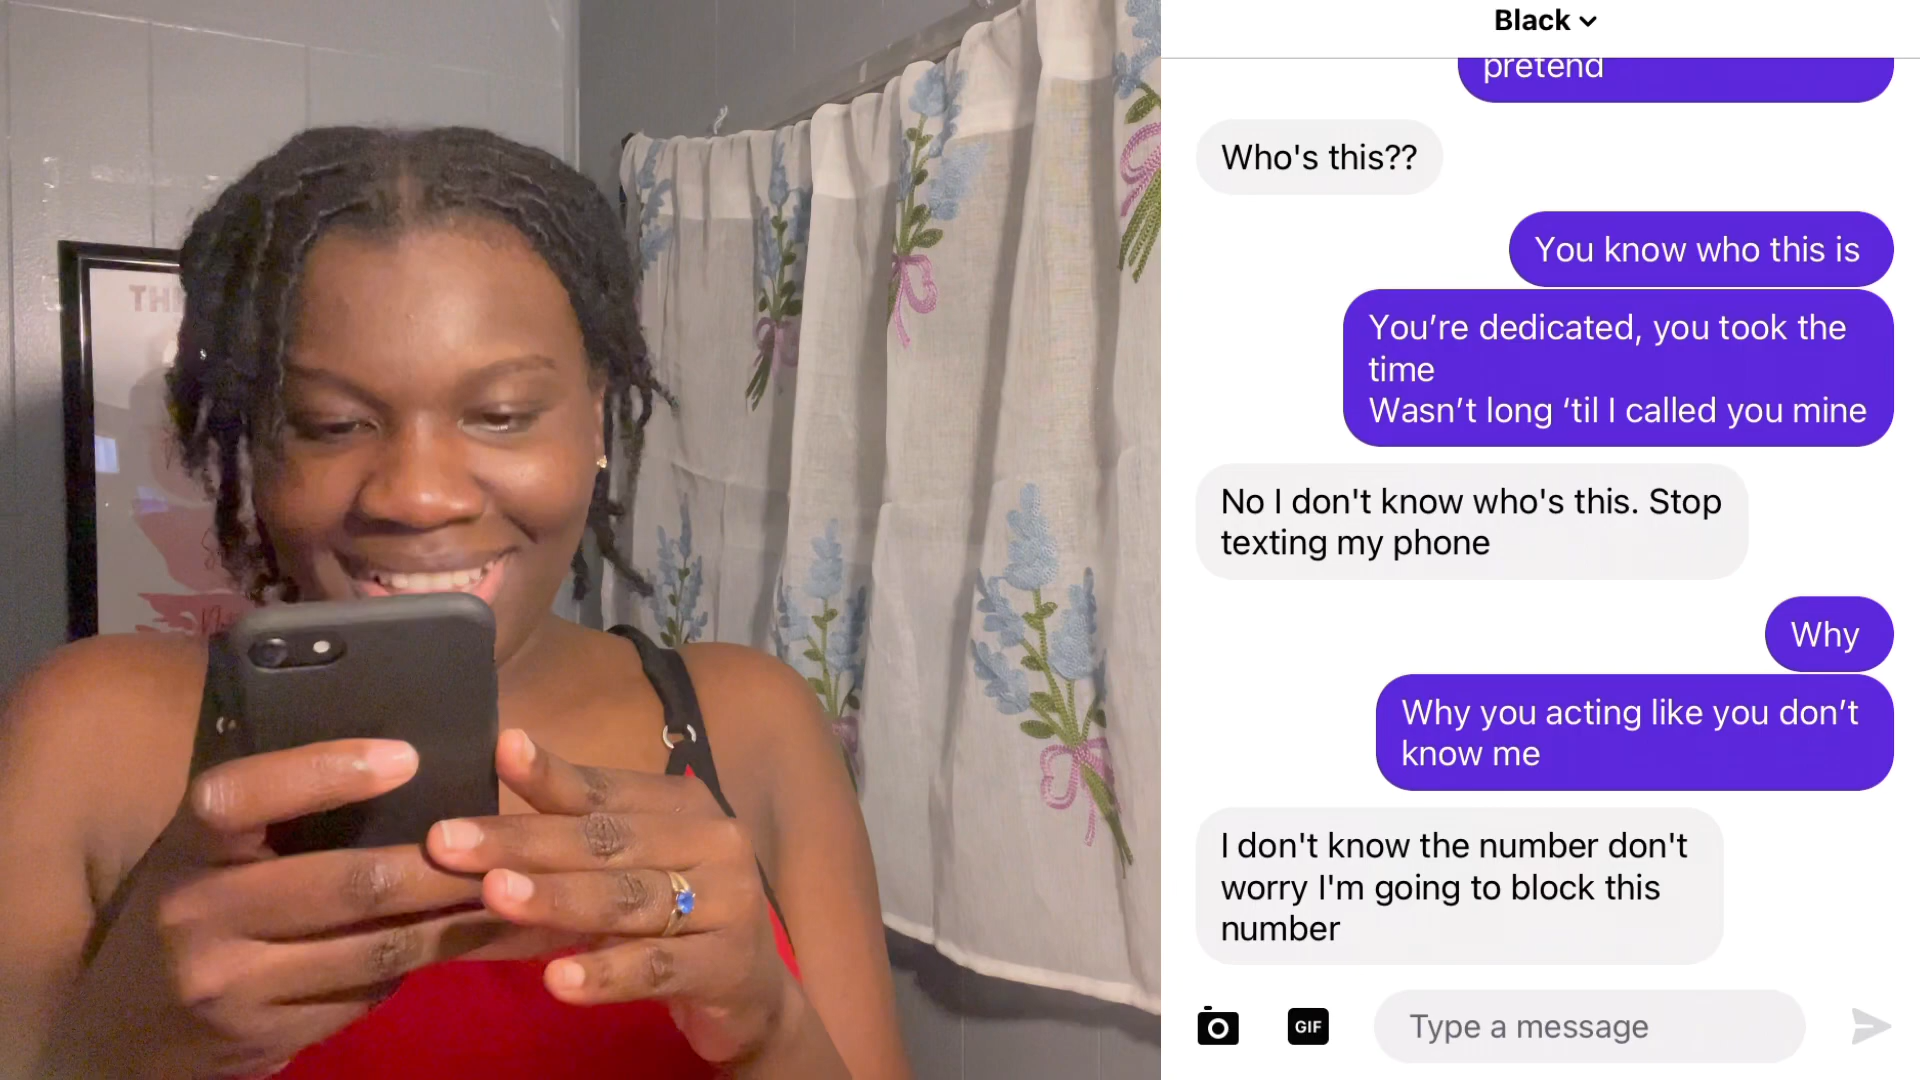 TH
Black
pretend
Who's this??
You know who this is
You’re dedicated, you took the
time
Wasn’t long ‘til I called you mine
No I don't know who's this. Stop
texting my phone
Why
Why you acting like you don’t
know me
I don't know the number don't
worry I'm going to block this
number
GIF
Type a message